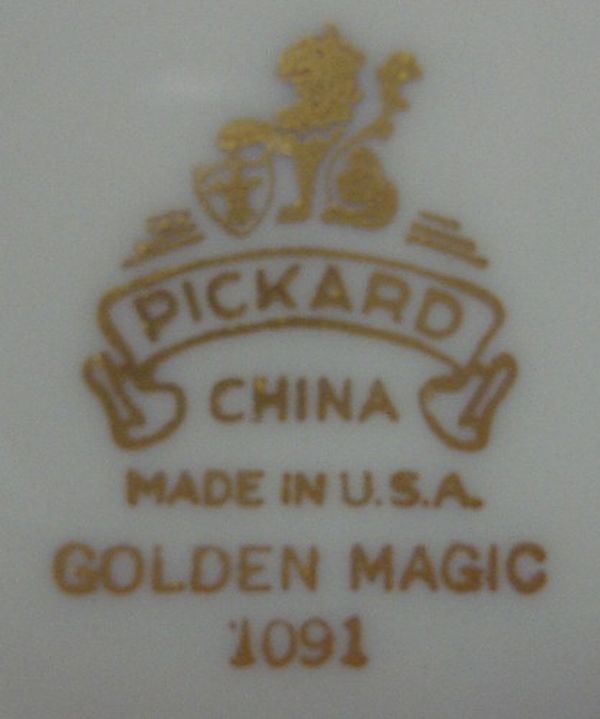 PICKARD
CHINA
MADE IN U.S.A.
GOLDEN MAGIC
1091